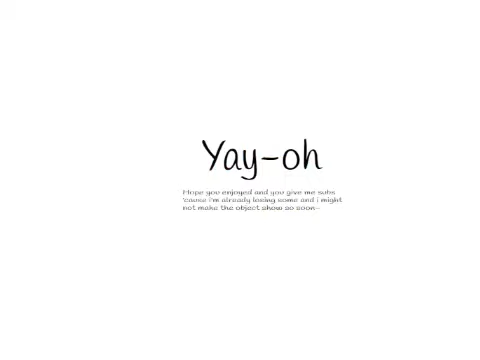 Yay-oh
Hope you enjoyed and you give me subs
'cause i'm already losing some and i might
not make the object show so soon-